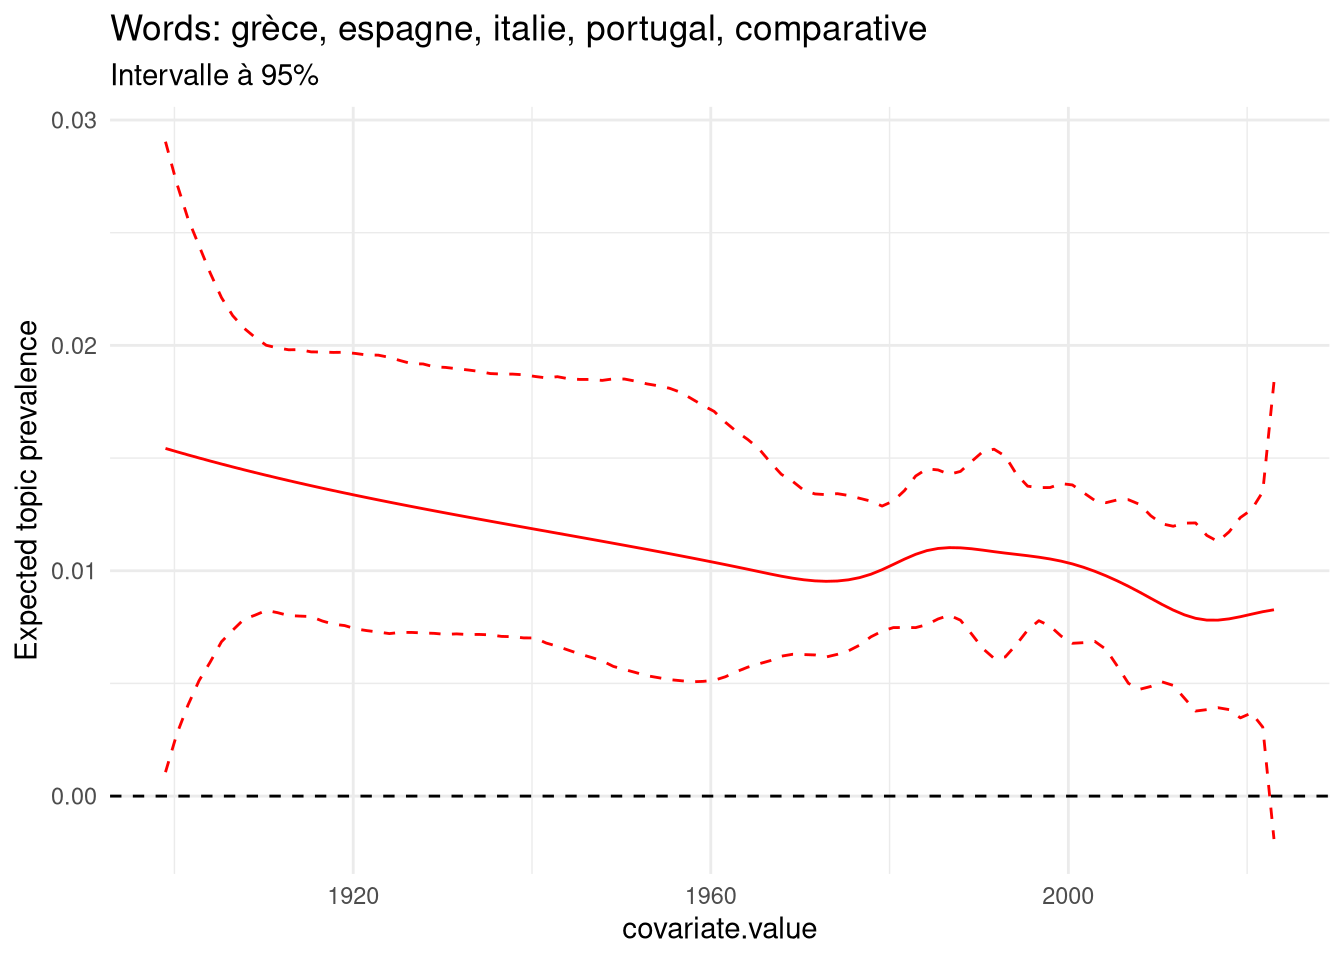 Words: grèce, espagne, italie, portugal, comparative
Intervalle à 95%
0.03
0.02
0.01
0.00
Expected topic prevalence
1920
1960
2000
covariate.value